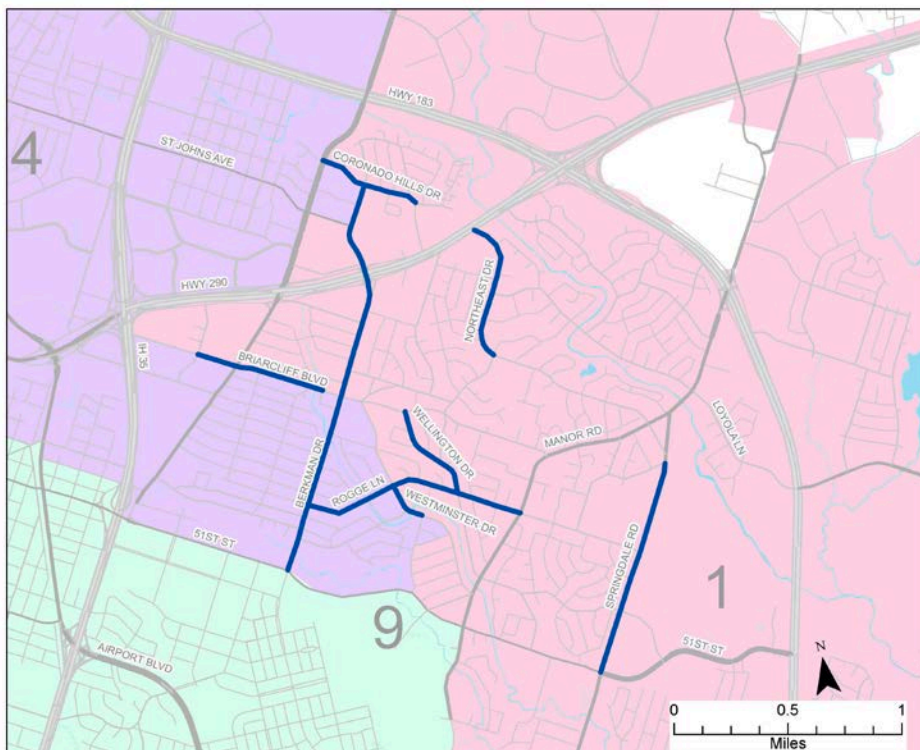 HWY 183
ST JOHNS AVE
4
CORONADO HILLS DR
NORTHEAST DR
HWY 290
IH 35
BRIARCLIFF BLVD
LOYOLA LN
WELLINGTON DR
MANOR RD
BERKMAN DR
ROGGE LN
WESTMINSTER DR
51ST ST
SPRINGDALE RD
1
9
51ST ST
AIRPORT BLVD
N
0 0.5 1
Miles